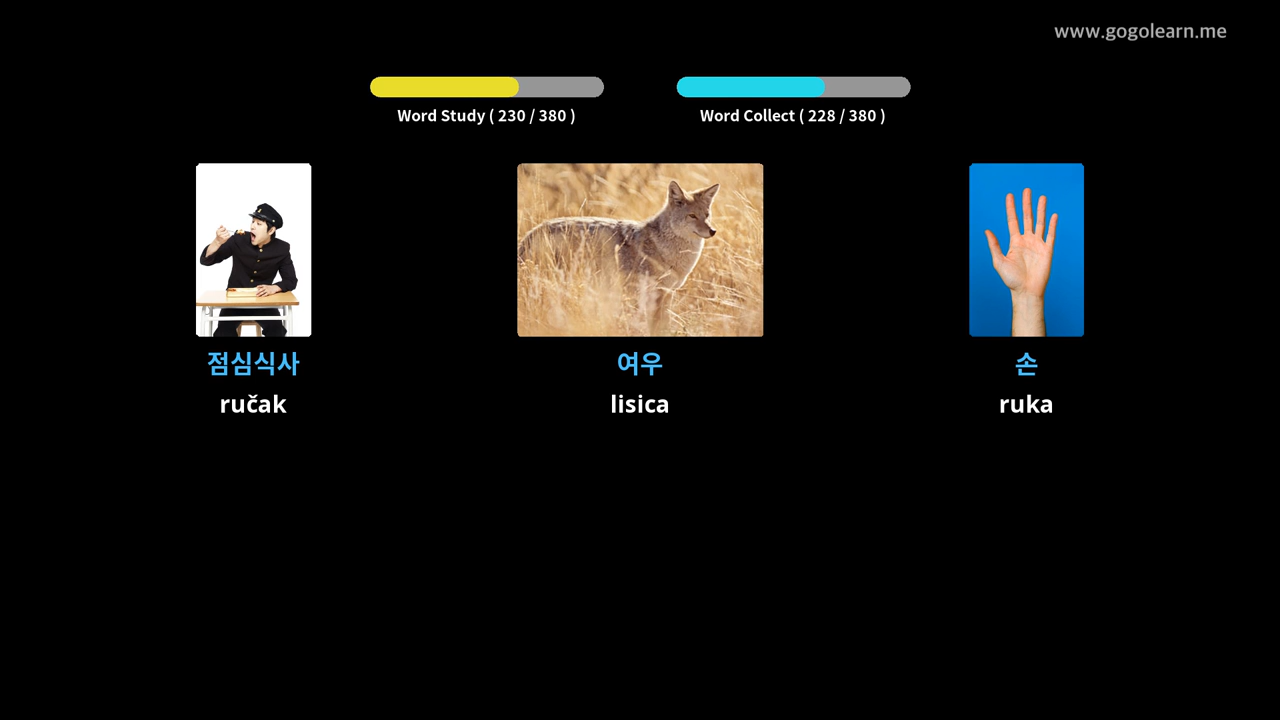 www.gogolearn.me
Word Study ( 230 / 380 )
Word Collect ( 228 / 380 )
점심식사
여우
손
ručak
lisica
ruka